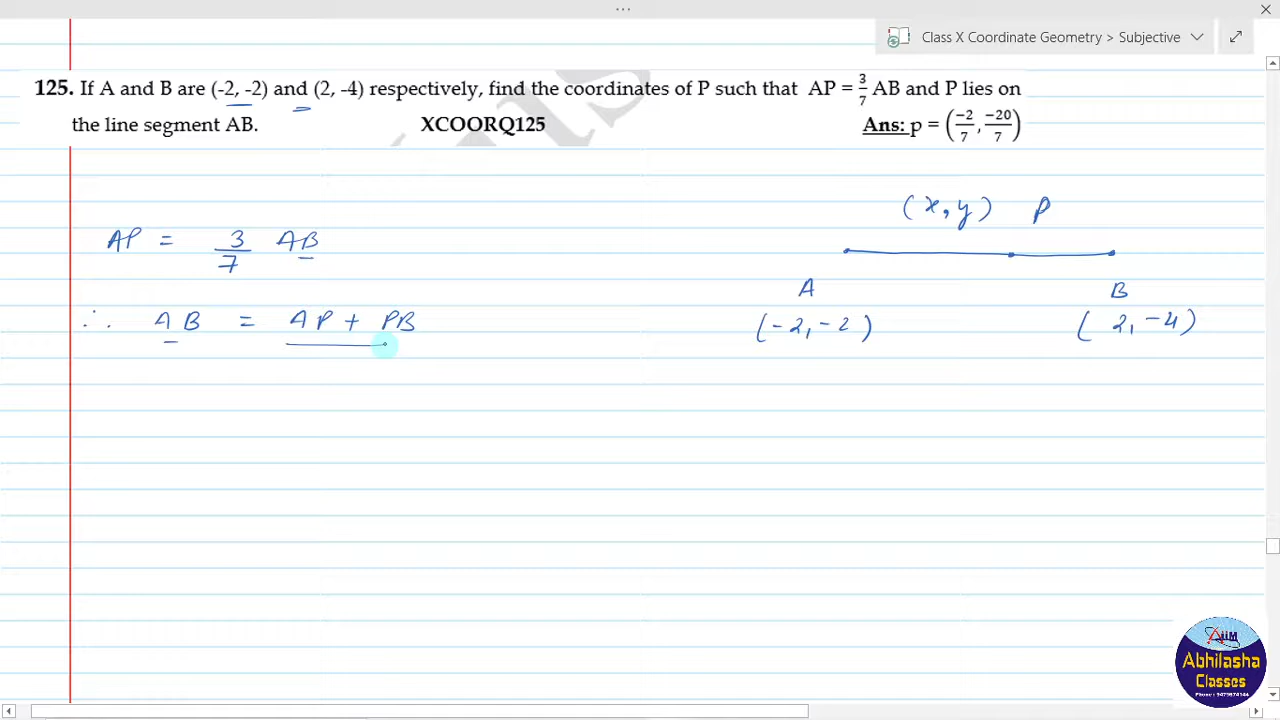 Class X Coordinate Geometry > Subjective
125. If A and B are (-2, -2) and (2, -4) respectively, find the coordinates of P such that AP = 3/7 AB and P lies on
the line segment AB. XCOORQ125 Ans: p = (-2/7, -20/7)
(x, y) P
AP = 3/7 AB
A B
∴ AB = AP + PB
(-2, -2) (2, -4)
AIIM
Abhilasha
Classes